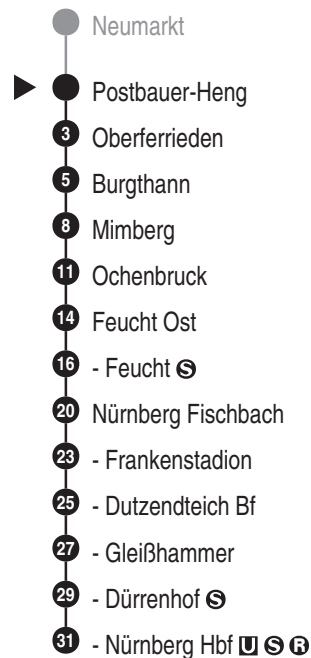 Neumarkt
Postbauer-Heng
3 Oberferrieden
5 Burgthann
8 Mimberg
11 Ochenbruck
14 Feucht Ost
16 - Feucht S
20 Nürnberg Fischbach
23 - Frankenstadion
25 - Dutzendteich Bf
27 - Gleißhammer
29 - Dürrenhof S
31 - Nürnberg Hbf U S R